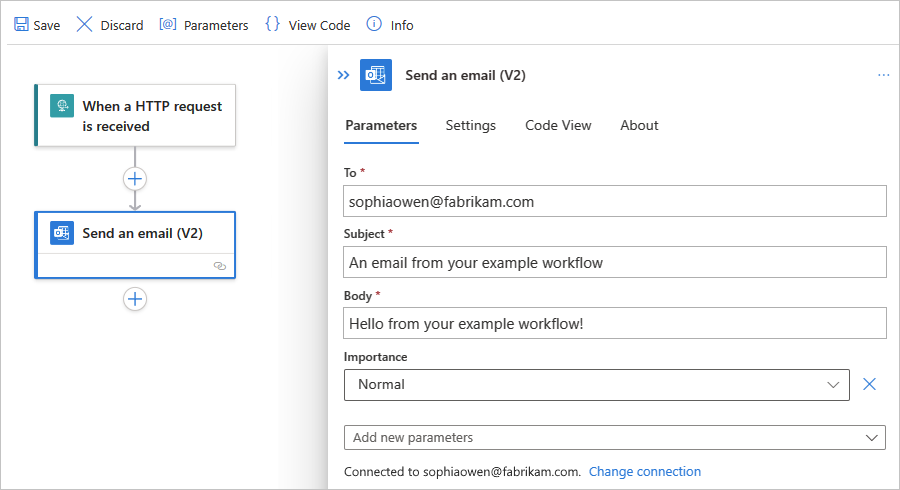 Save Discard [@] Parameters {} View Code Info
When a HTTP request
is received
Send an email (V2)
Send an email (V2)
Parameters Settings Code View About
To *
sophiaowen@fabrikam.com
Subject *
An email from your example workflow
Body *
Hello from your example workflow!
Importance
Normal
Add new parameters
Connected to sophiaowen@fabrikam.com. Change connection